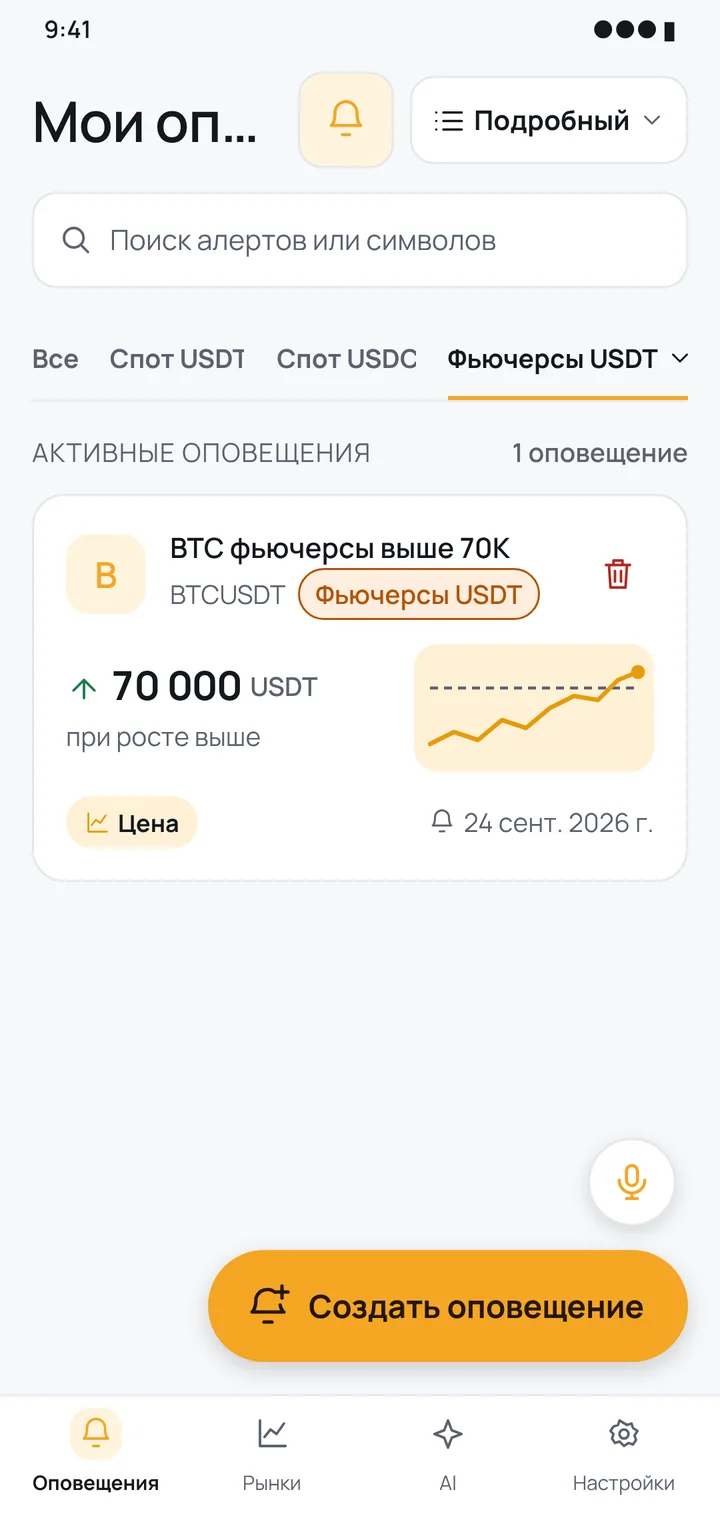 9:41
Мои оп...
Подробный
Поиск алертов или символов
Все Спот USDT Спот USDC Фьючерсы USDT
АКТИВНЫЕ ОПОВЕЩЕНИЯ 1 оповещение
B
BTC фьючерсы выше 70K
BTCUSDT Фьючерсы USDT
70 000 USDT
при росте выше
Цена 24 сент. 2026 г.
Создать оповещение
Оповещения Рынки AI Настройки